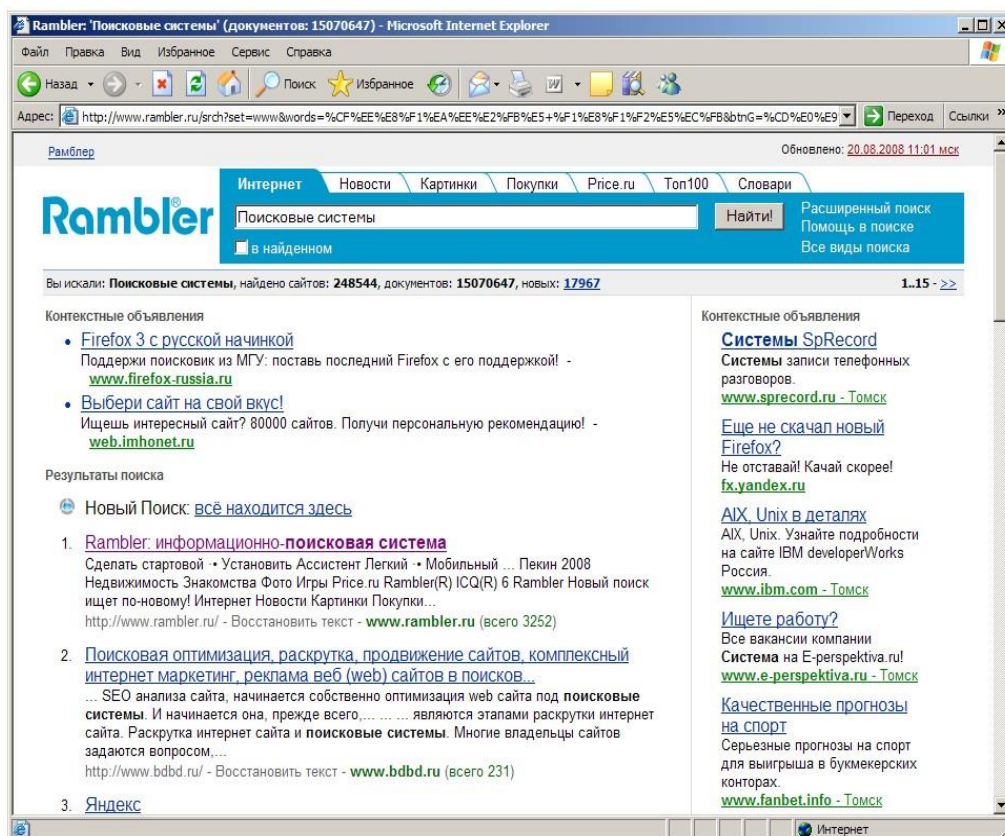 Rambler: 'Поисковые системы' (документов: 15070647) - Microsoft Internet Explorer
Файл Правка Вид Избранное Сервис Справка
Назад Поиск Избранное
Адрес: http://www.rambler.ru/srch?set=www&words=%CF%EE%E8%F1%EA%EE%E2%FB%E5+%F1%E8%F1%F2%E5%EC%FB&btnG=%CD%E0%E9 Переход Ссылки »
Рамблер Обновлено: 20.08.2008 11:01 мск
Интернет Новости Картинки Покупки Price.ru Топ100 Словари
Rambler®
Поисковые системы Найти!
в найденном
Расширенный поиск
Помощь в поиске
Все виды поиска
Вы искали: Поисковые системы, найдено сайтов: 248544, документов: 15070647, новых: 17967 1..15 - >>
Контекстные объявления
• Firefox 3 с русской начинкой
Поддержи поисковик из МГУ: поставь последний Firefox с его поддержкой! -
www.firefox-russia.ru
• Выбери сайт на свой вкус!
Ищешь интересный сайт? 80000 сайтов. Получи персональную рекомендацию! -
web.imhonet.ru
Результаты поиска
Новый Поиск: всё находится здесь
1. Rambler: информационно-поисковая система
Сделать стартовой ·• Установить Ассистент Легкий ·• Мобильный ... Пекин 2008
Недвижимость Знакомства Фото Игры Price.ru Rambler(R) ICQ(R) 6 Rambler Новый поиск
ищет по-новому! Интернет Новости Картинки Покупки...
http://www.rambler.ru/ - Восстановить текст - www.rambler.ru (всего 3252)
2. Поисковая оптимизация, раскрутка, продвижение сайтов, комплексный
интернет маркетинг, реклама веб (web) сайтов в поисков...
... SEO анализа сайта, начинается собственно оптимизация web сайта под поисковые
системы. И начинается она, прежде всего,... ... ... являются этапами раскрутки интернет
сайта. Раскрутка интернет сайта и поисковые системы. Многие владельцы сайтов
задаются вопросом,...
http://www.bdbd.ru/ - Восстановить текст - www.bdbd.ru (всего 231)
3. Яндекс
Контекстные объявления
Системы SpRecord
Системы записи телефонных
разговоров.
www.sprecord.ru - Томск
Еще не скачал новый
Firefox?
Не отставай! Качай скорее!
fx.yandex.ru
AIX, Unix в деталях
AIX, Unix. Узнайте подробности
на сайте IBM developerWorks
Россия.
www.ibm.com - Томск
Ищете работу?
Все вакансии компании
Система на E-perspektiva.ru!
www.e-perspektiva.ru - Томск
Качественные прогнозы
на спорт
Серьезные прогнозы на спорт
для выигрыша в букмекерских
конторах.
www.fanbet.info - Томск
Интернет